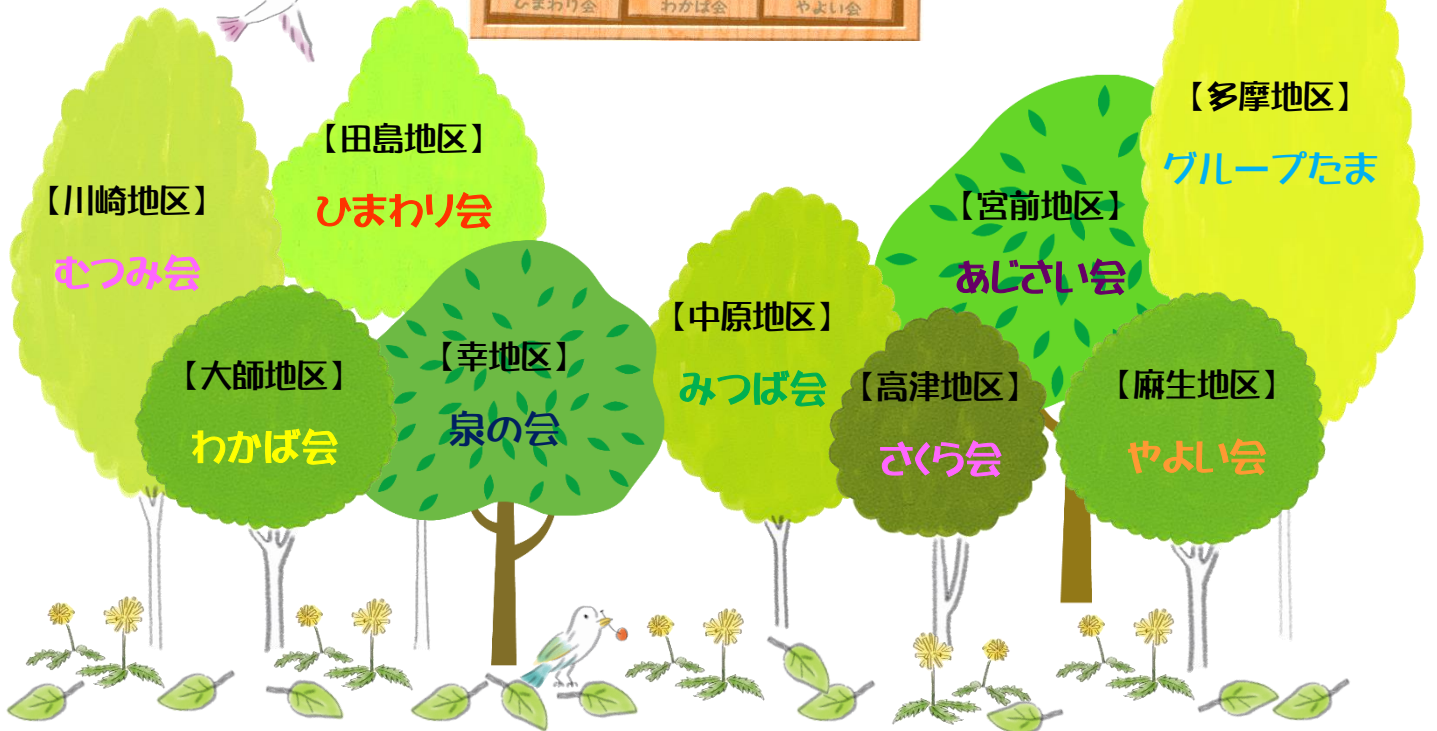 ひまわり会 わかば会 やよい会
【川崎地区】
むつみ会
【田島地区】
ひまわり会
【大師地区】
わかば会
【幸地区】
泉の会
【中原地区】
みつば会
【高津地区】
さくら会
【宮前地区】
あじさい会
【多摩地区】
グループたま
【麻生地区】
やよい会